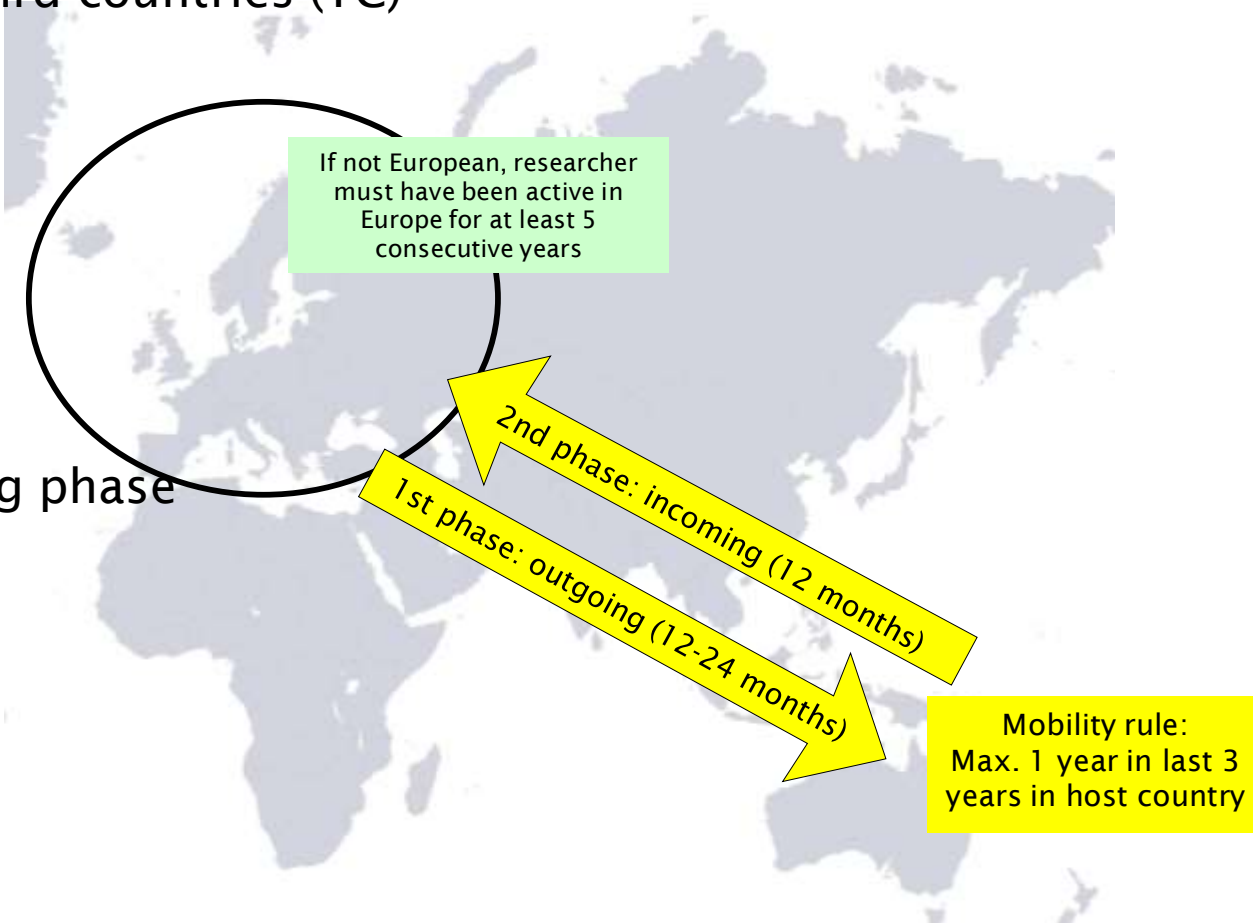 countries (TC)
If not European, researcher
must have been active in
Europe for at least 5
consecutive years
phase
2nd phase: incoming (12 months)
1st phase: outgoing (12-24 months)
Mobility rule:
Max. 1 year in last 3
years in host country